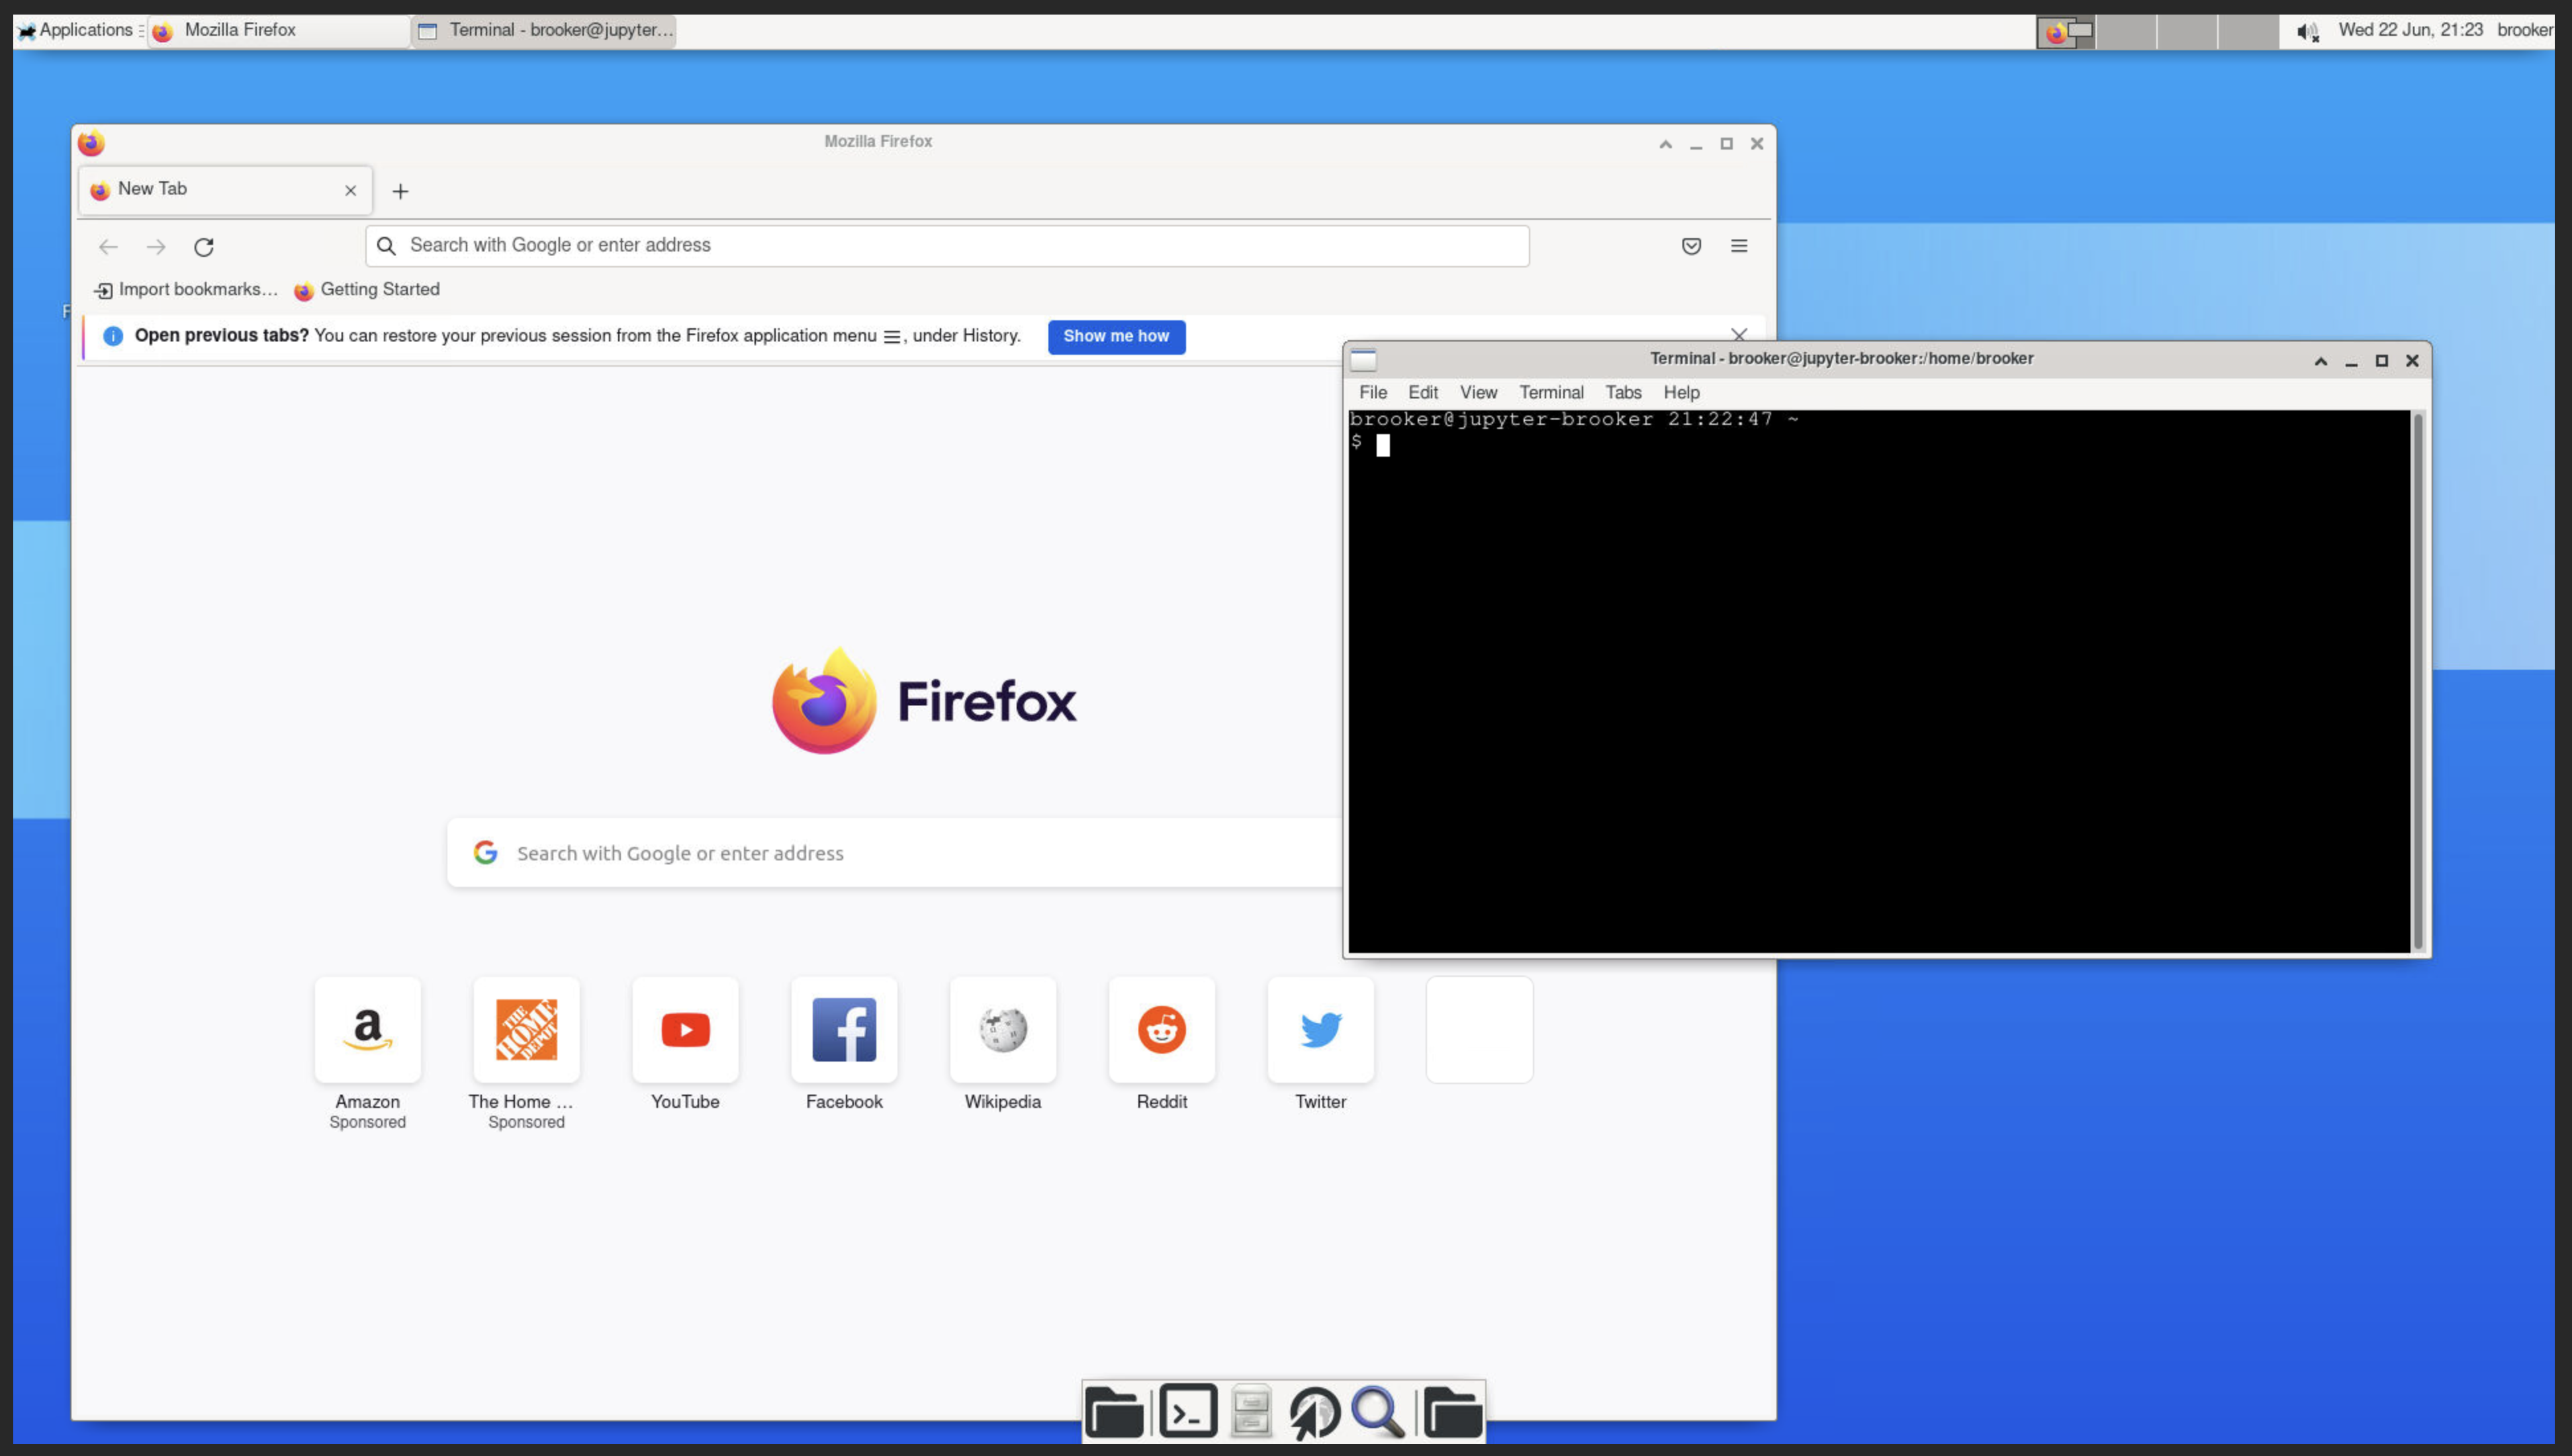 Applications Mozilla Firefox Terminal - brooker@jupyter... Wed 22 Jun, 21:23 brooker
Mozilla Firefox
New Tab
Search with Google or enter address
Import bookmarks... Getting Started
F
Open previous tabs? You can restore your previous session from the Firefox application menu ☰, under History. Show me how
Terminal - brooker@jupyter-brooker:/home/brooker
File Edit View Terminal Tabs Help
brooker@jupyter-brooker 21:22:47 ~
$
Firefox
Search with Google or enter address
a
THE HOME DEPOT
Amazon The Home ... YouTube Facebook Wikipedia Reddit Twitter
Sponsored Sponsored